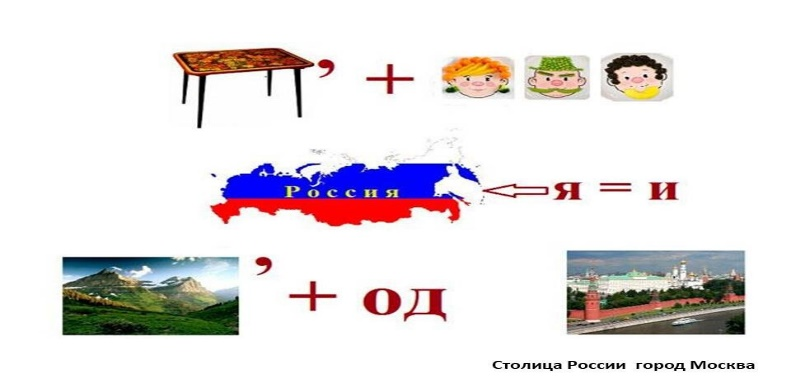 ’ +
Россия
я = и
’ + од
Столица России город Москва